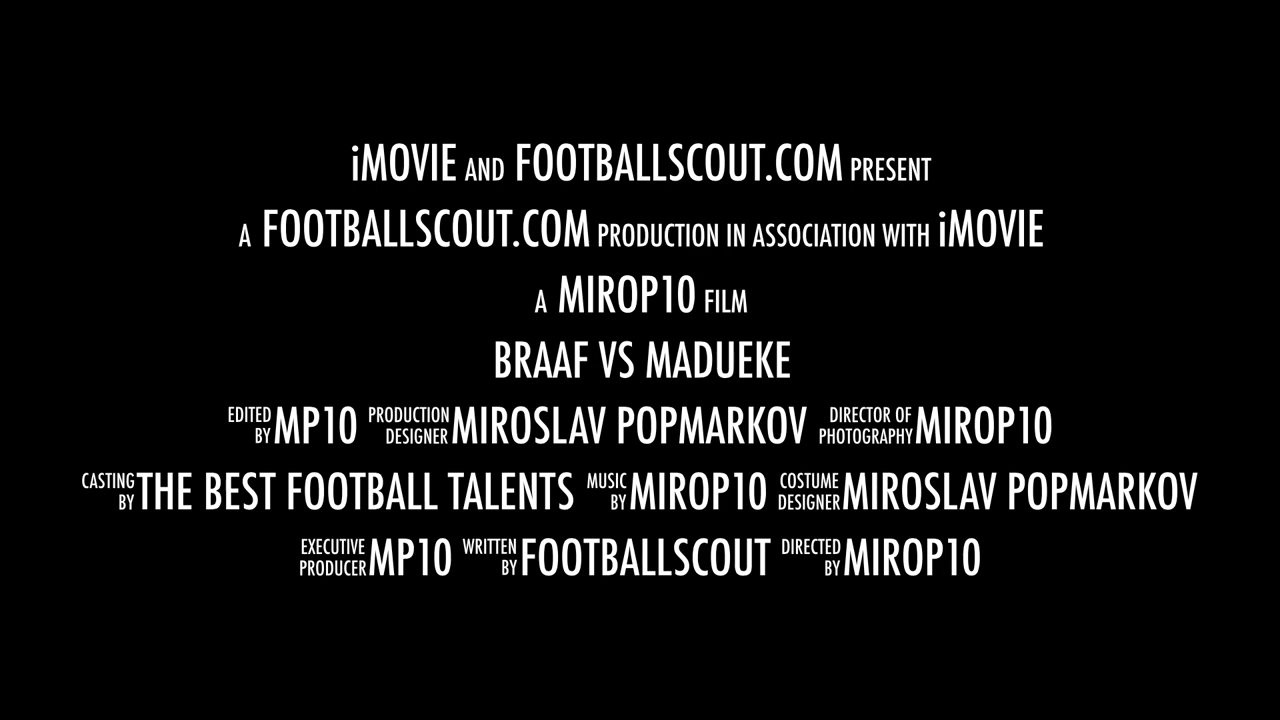 iMOVIE AND FOOTBALLSCOUT.COM PRESENT
A FOOTBALLSCOUT.COM PRODUCTION IN ASSOCIATION WITH iMOVIE
A MIROP10 FILM
BRAAF VS MADUEKE
EDITED BY MP10 PRODUCTION DESIGNER MIROSLAV POPMARKOV DIRECTOR OF PHOTOGRAPHY MIROP10
CASTING BY THE BEST FOOTBALL TALENTS MUSIC BY MIROP10 COSTUME DESIGNER MIROSLAV POPMARKOV
EXECUTIVE PRODUCER MP10 WRITTEN BY FOOTBALLSCOUT DIRECTED BY MIROP10